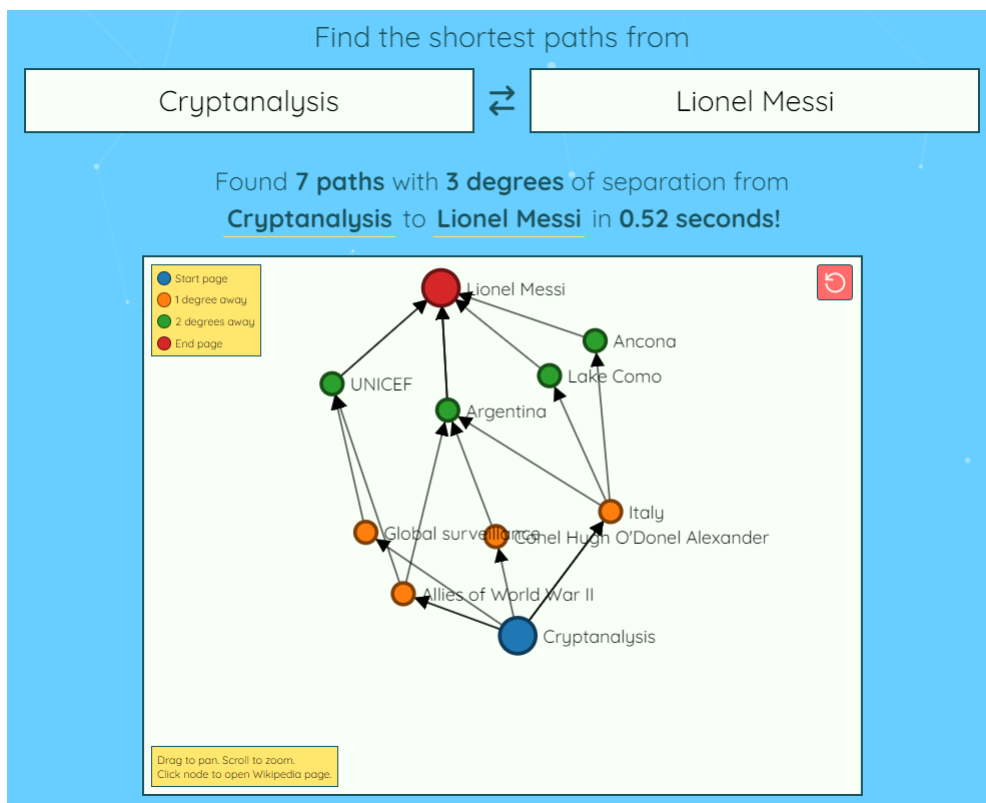 Find the shortest paths from
Cryptanalysis
Lionel Messi
Found 7 paths with 3 degrees of separation from
Cryptanalysis to Lionel Messi in 0.52 seconds!
Start page
1 degree away
2 degrees away
End page
Lionel Messi
Ancona
Lake Como
UNICEF
Argentina
Italy
Global surveillance
Conel Hugh O'Donel Alexander
Allies of World War II
Cryptanalysis
Drag to pan. Scroll to zoom.
Click node to open Wikipedia page.